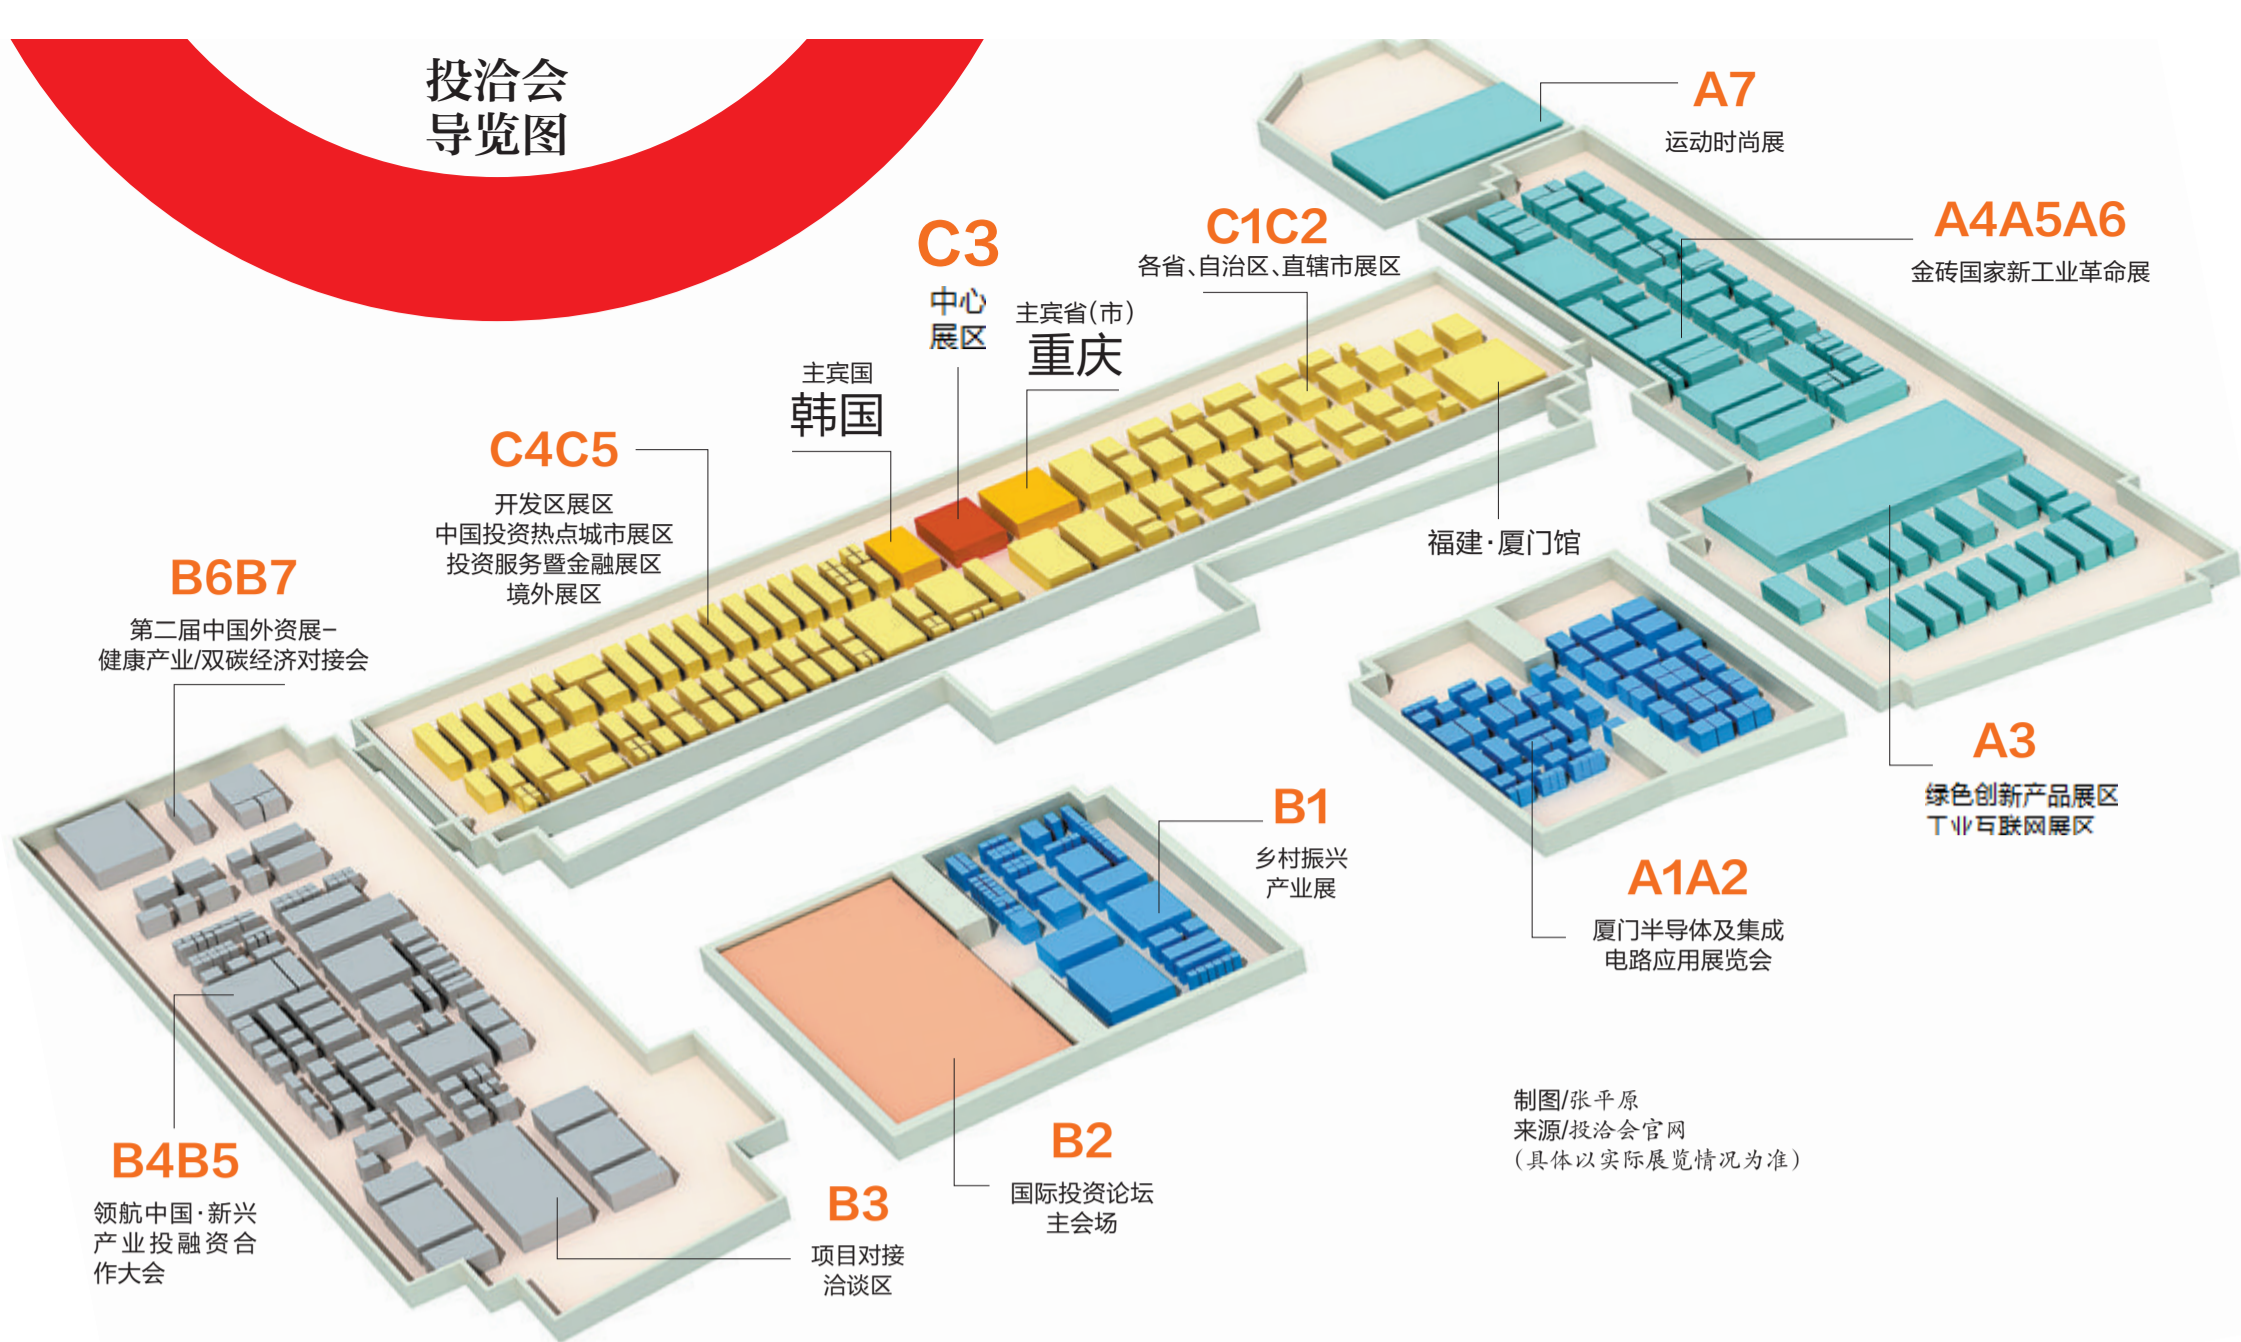 投洽会
导览图
A7
运动时尚展
A4A5A6
金砖国家新工业革命展
C1C2
各省、自治区、直辖市展区
C3
中心
展区
主宾省(市)
重庆
主宾国
韩国
C4C5
开发区展区
中国投资热点城市展区
投资服务暨金融展区
境外展区
福建·厦门馆
B6B7
第二届中国外资展–
健康产业/双碳经济对接会
A3
绿色创新产品展区
工业互联网展区
B1
乡村振兴
产业展
A1A2
厦门半导体及集成
电路应用展览会
B4B5
领航中国·新兴
产业投融资合
作大会
B3
项目对接
洽谈区
B2
国际投资论坛
主会场
制图/张平原
来源/投洽会官网
(具体以实际展览情况为准)